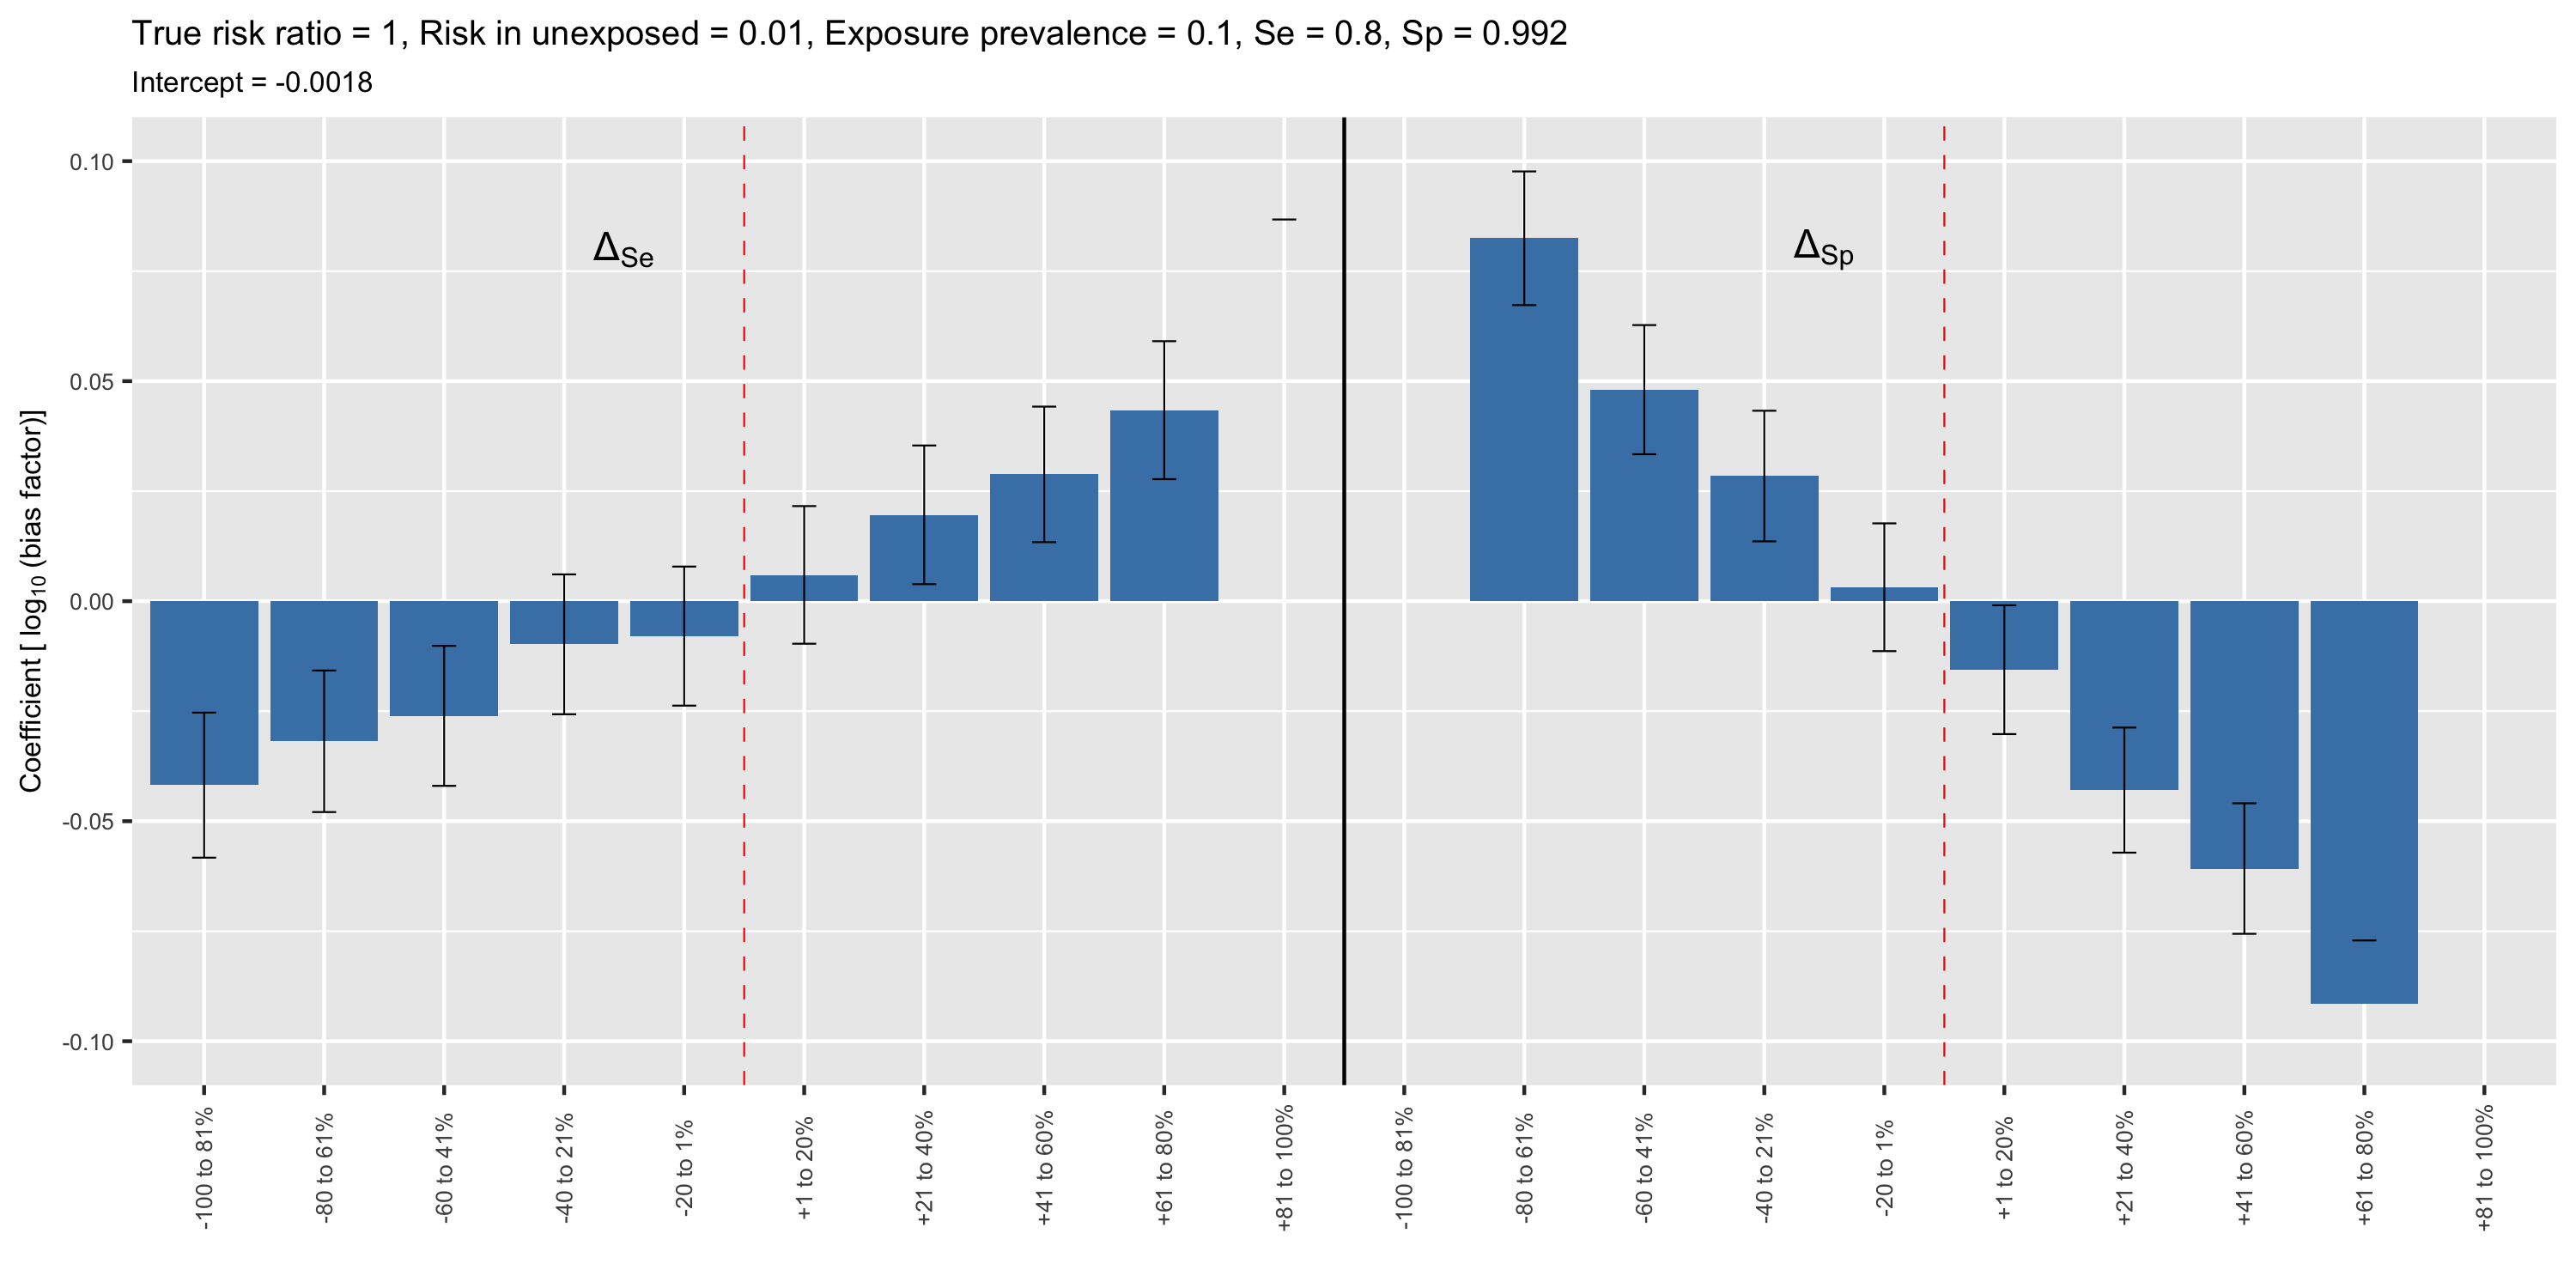 True risk ratio = 1, Risk in unexposed = 0.01, Exposure prevalence = 0.1, Se = 0.8, Sp = 0.992
Intercept = -0.0018
Coefficient [ log10 (bias factor)]
0.10
0.05
0.00
-0.05
-0.10
ΔSe
ΔSp
-100 to 81%
-80 to 61%
-60 to 41%
-40 to 21%
-20 to 1%
+1 to 20%
+21 to 40%
+41 to 60%
+61 to 80%
+81 to 100%
-100 to 81%
-80 to 61%
-60 to 41%
-40 to 21%
-20 to 1%
+1 to 20%
+21 to 40%
+41 to 60%
+61 to 80%
+81 to 100%